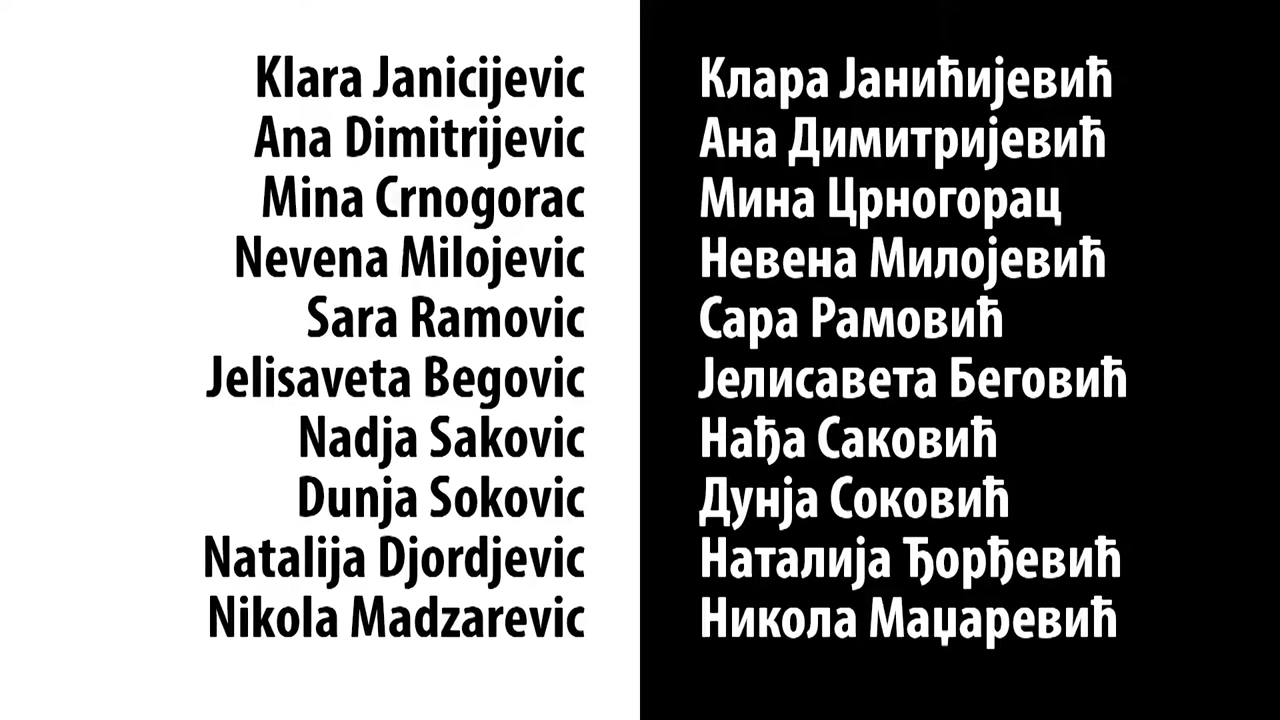 Klara Janicijevic
Ana Dimitrijevic
Mina Crnogorac
Nevena Milojevic
Sara Ramovic
Jelisaveta Begovic
Nadja Sakovic
Dunja Sokovic
Natalija Djordjevic
Nikola Madzarevic
Клара Јанићијевић
Ана Димитријевић
Мина Црногорац
Невена Милојевић
Сара Рамовић
Јелисавета Беговић
Нађа Саковић
Дуња Соковић
Наталија Ђорђевић
Никола Маџаревић